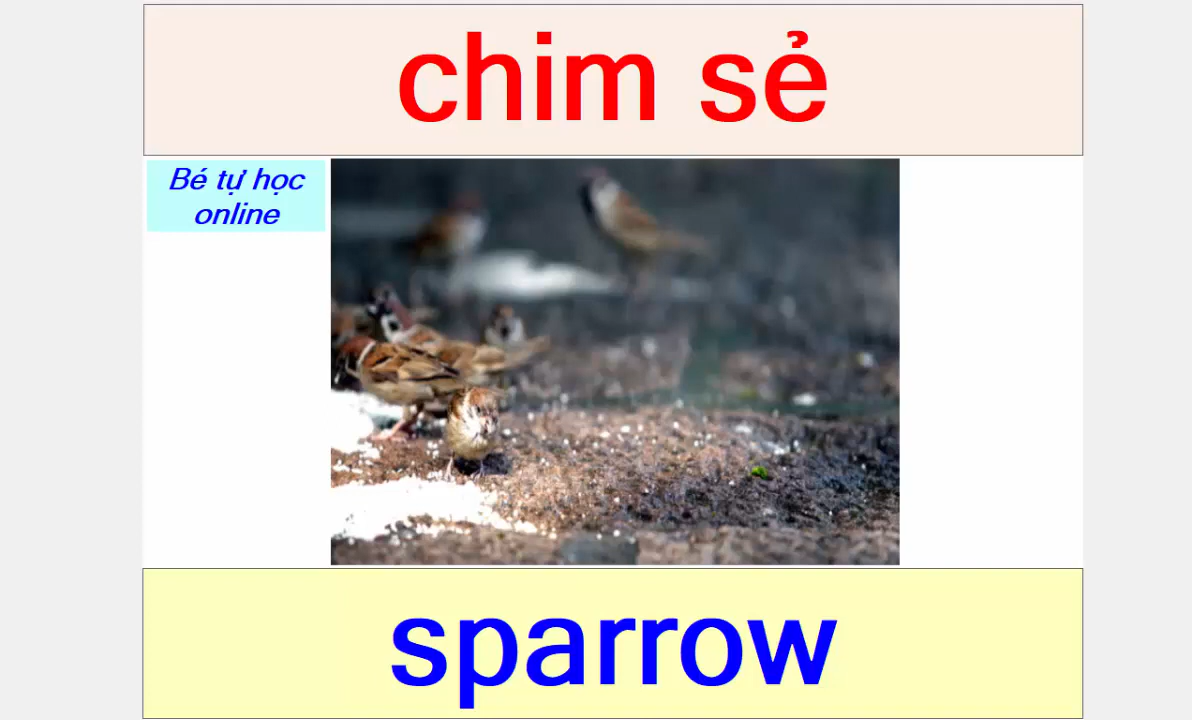 chim sẻ
Bé tự học
online
sparrow